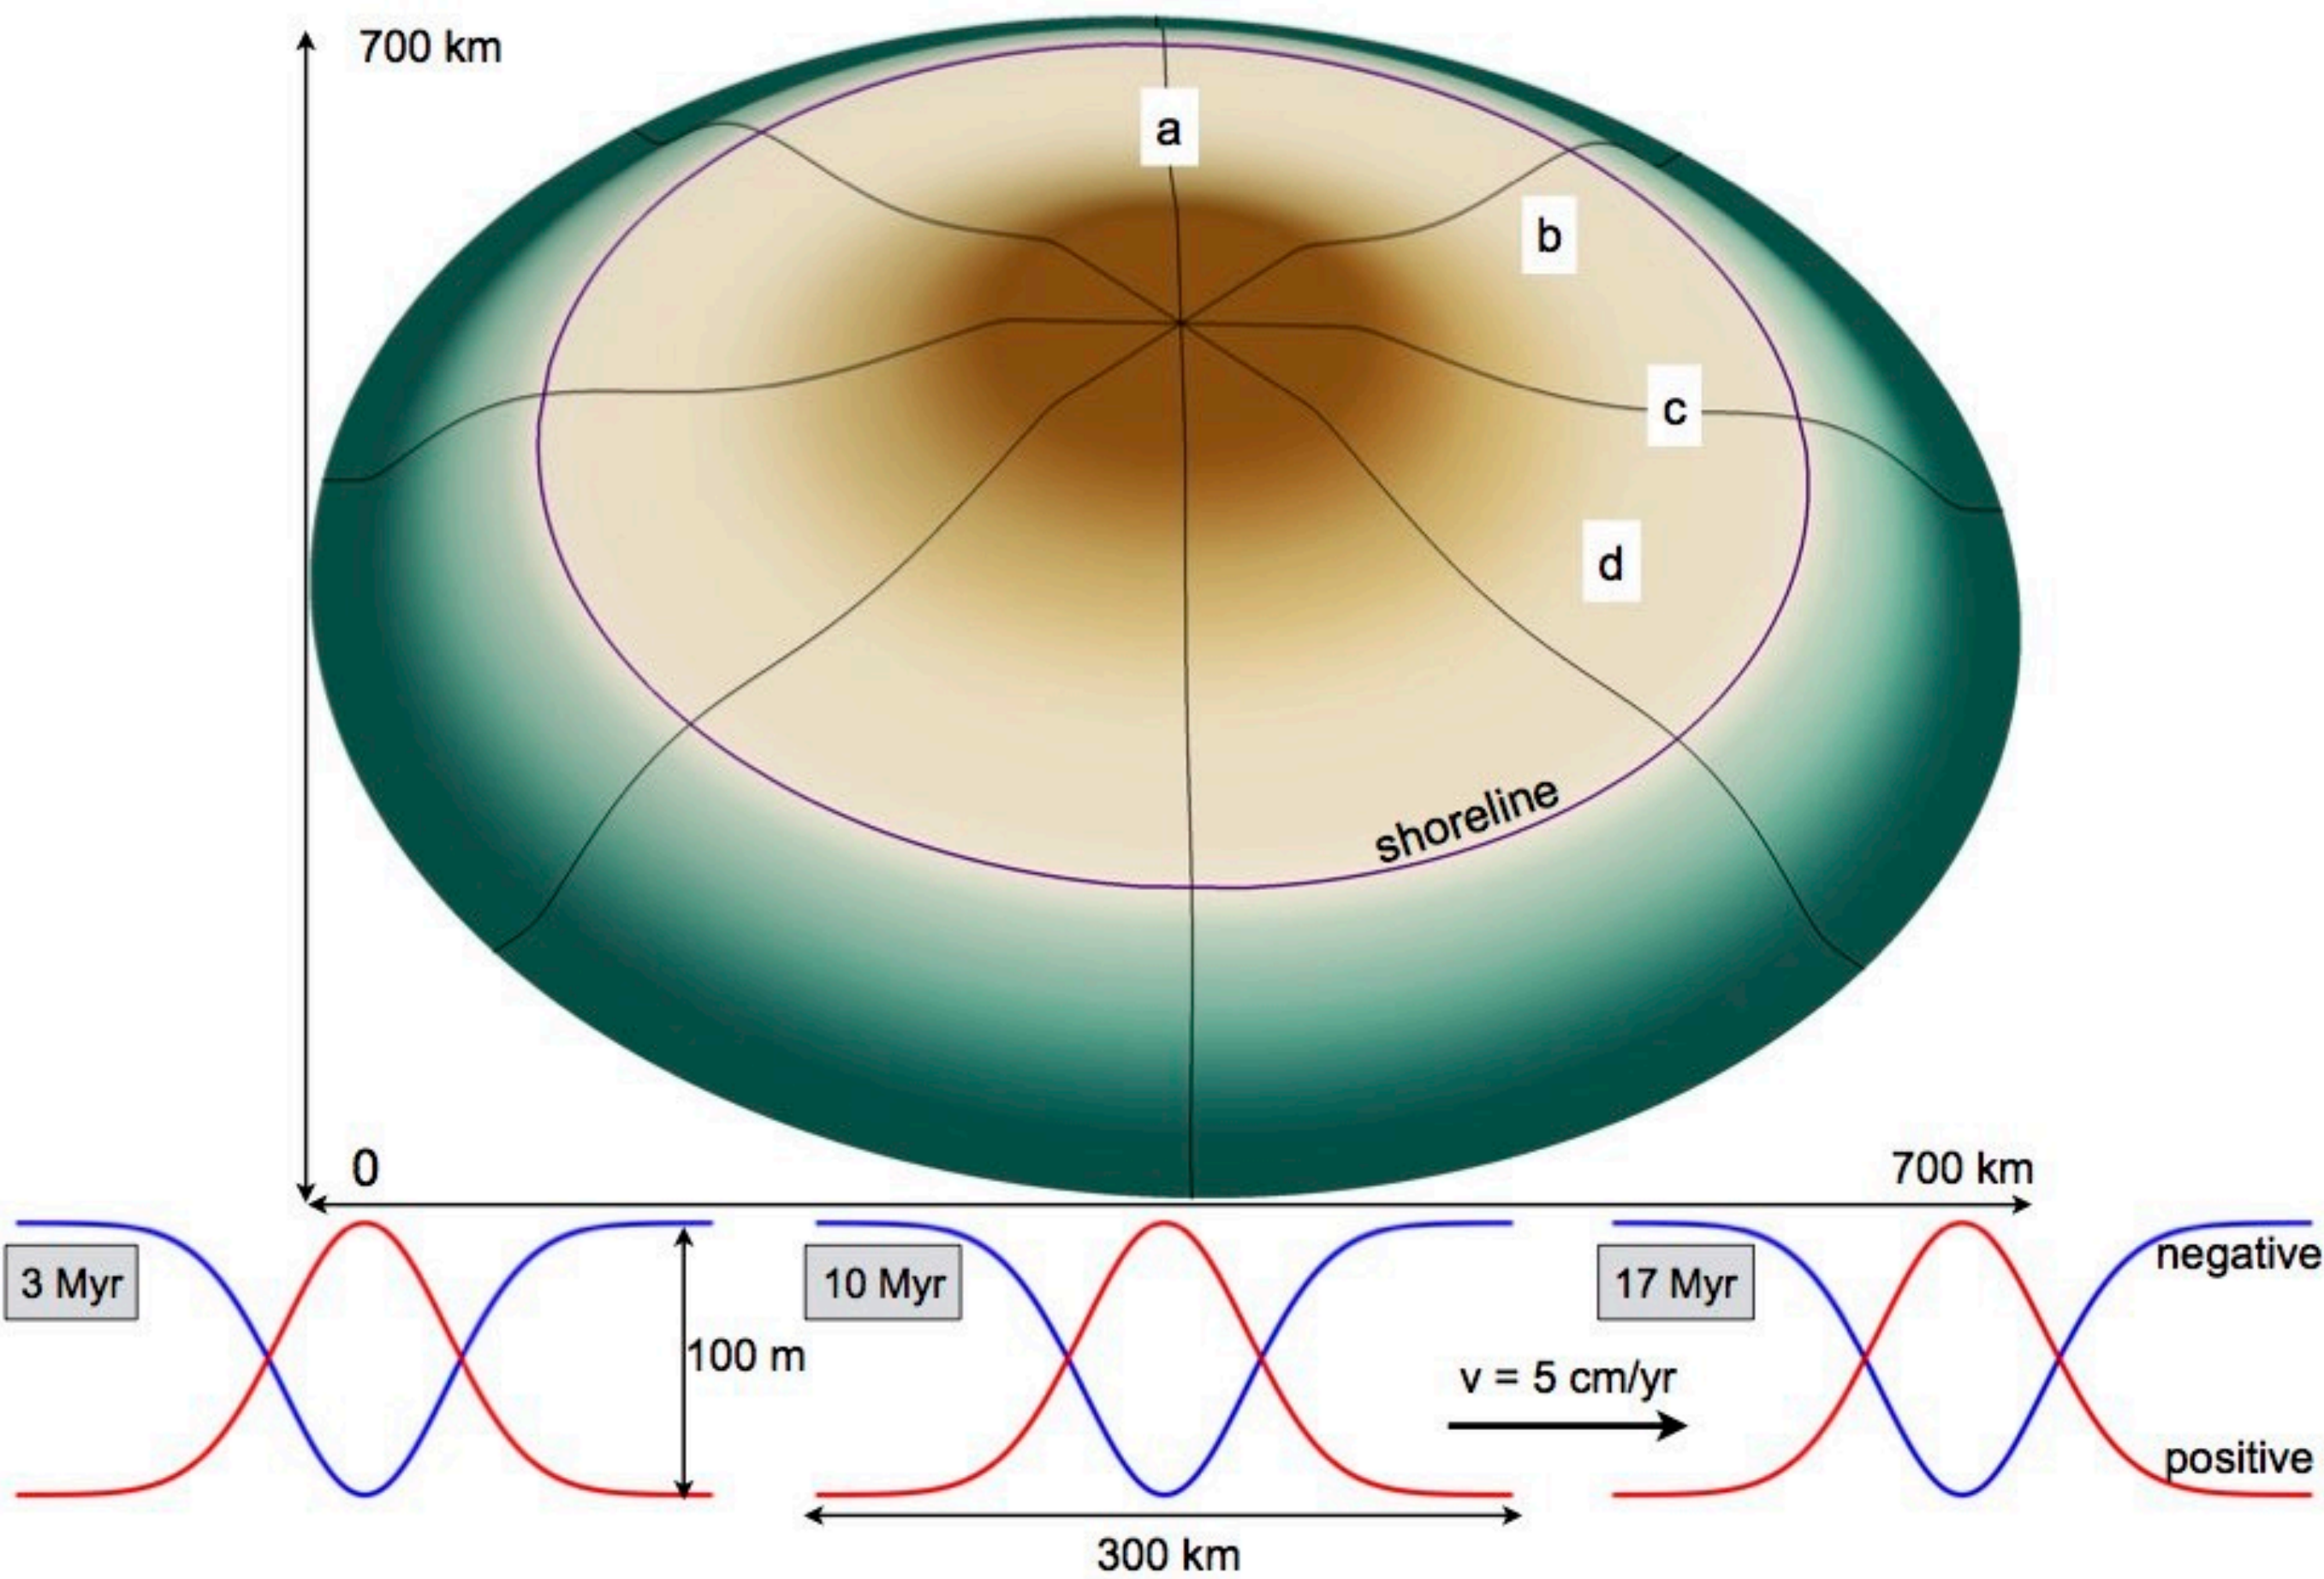 700 km
a
b
c
d
shoreline
0
700 km
3 Myr
100 m
10 Myr
v = 5 cm/yr
17 Myr
negative
positive
300 km